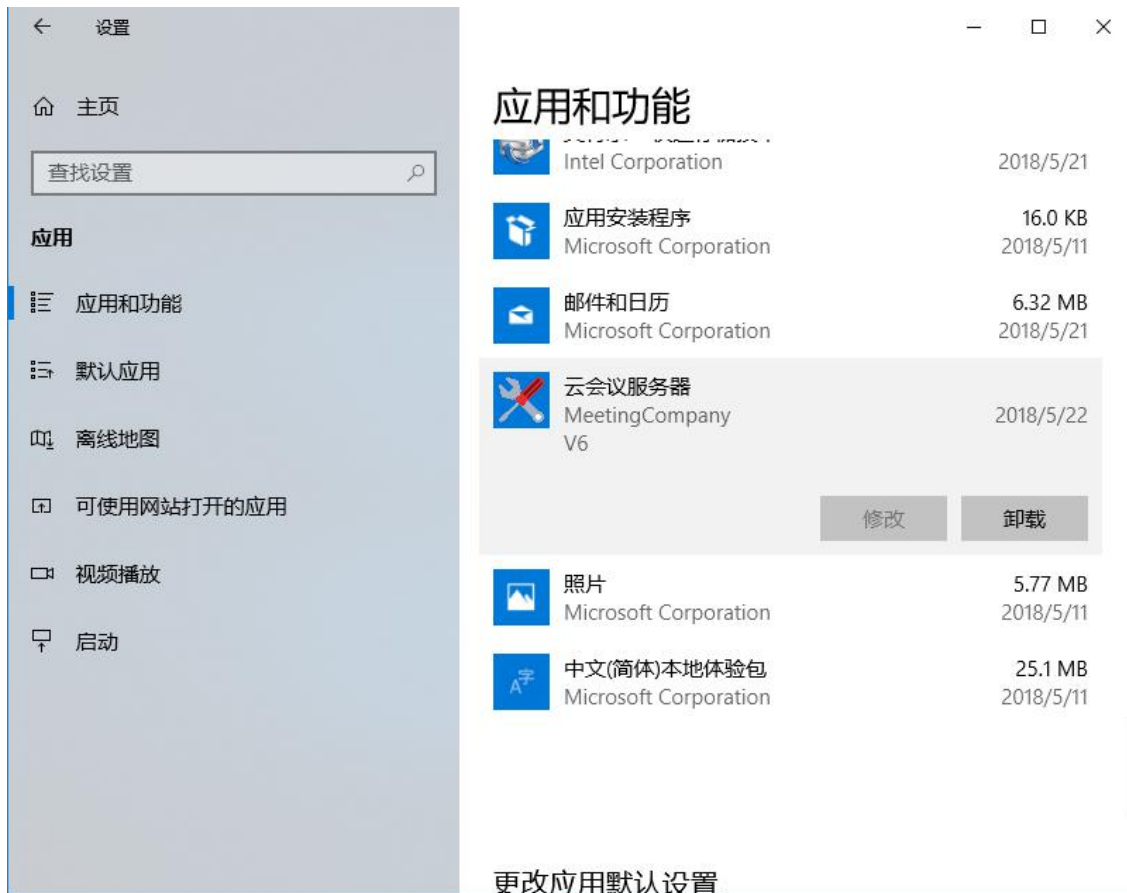 设置
主页
查找设置
应用
应用和功能
默认应用
离线地图
可使用网站打开的应用
视频播放
启动
应用和功能
Intel Corporation 2018/5/21
应用安装程序 16.0 KB
Microsoft Corporation 2018/5/11
邮件和日历 6.32 MB
Microsoft Corporation 2018/5/21
云会议服务器
MeetingCompany 2018/5/22
V6
修改 卸载
照片 5.77 MB
Microsoft Corporation 2018/5/11
中文(简体)本地体验包 25.1 MB
Microsoft Corporation 2018/5/11
更改应用默认设置